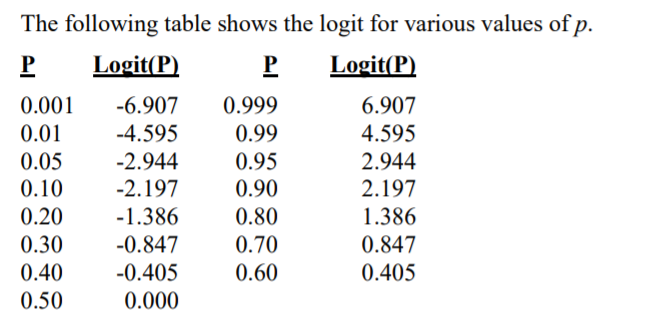 The following table shows the logit for various values of p.
P Logit(P) P Logit(P)
0.001 -6.907 0.999 6.907
0.01 -4.595 0.99 4.595
0.05 -2.944 0.95 2.944
0.10 -2.197 0.90 2.197
0.20 -1.386 0.80 1.386
0.30 -0.847 0.70 0.847
0.40 -0.405 0.60 0.405
0.50 0.000